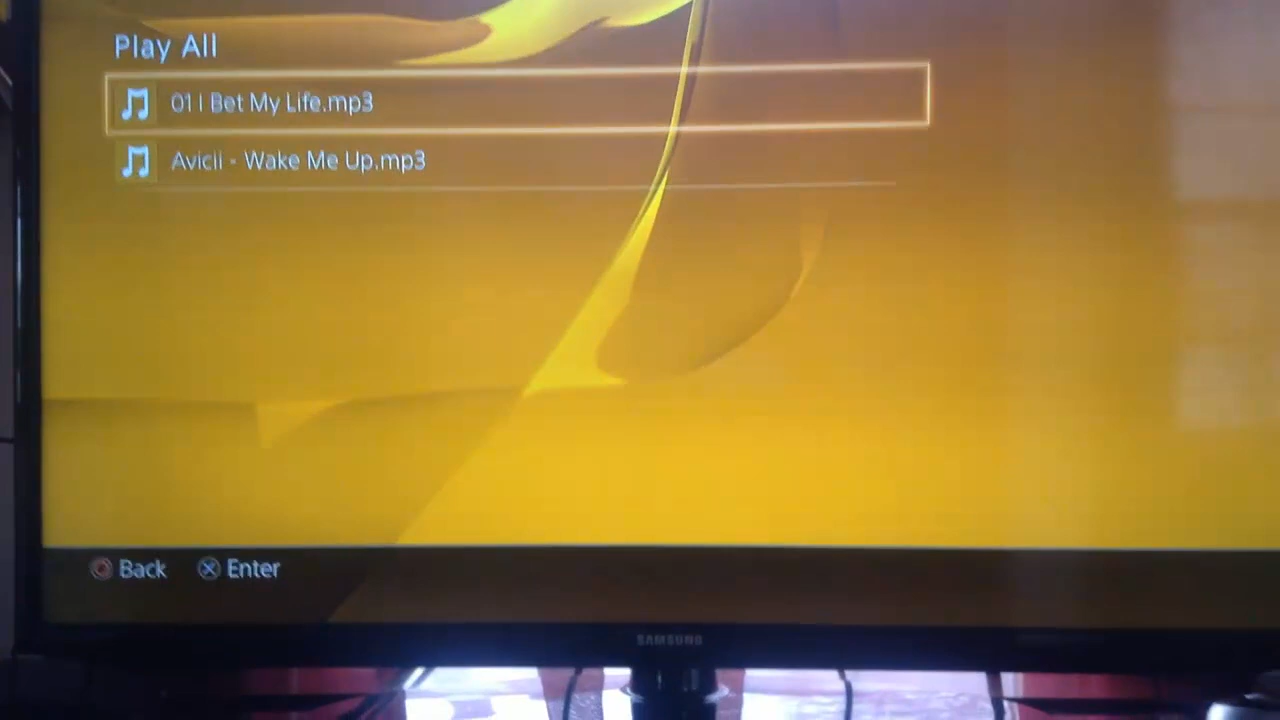 Play All
01 I Bet My Life.mp3
Avicii - Wake Me Up.mp3
Back Enter
SAMSUNG